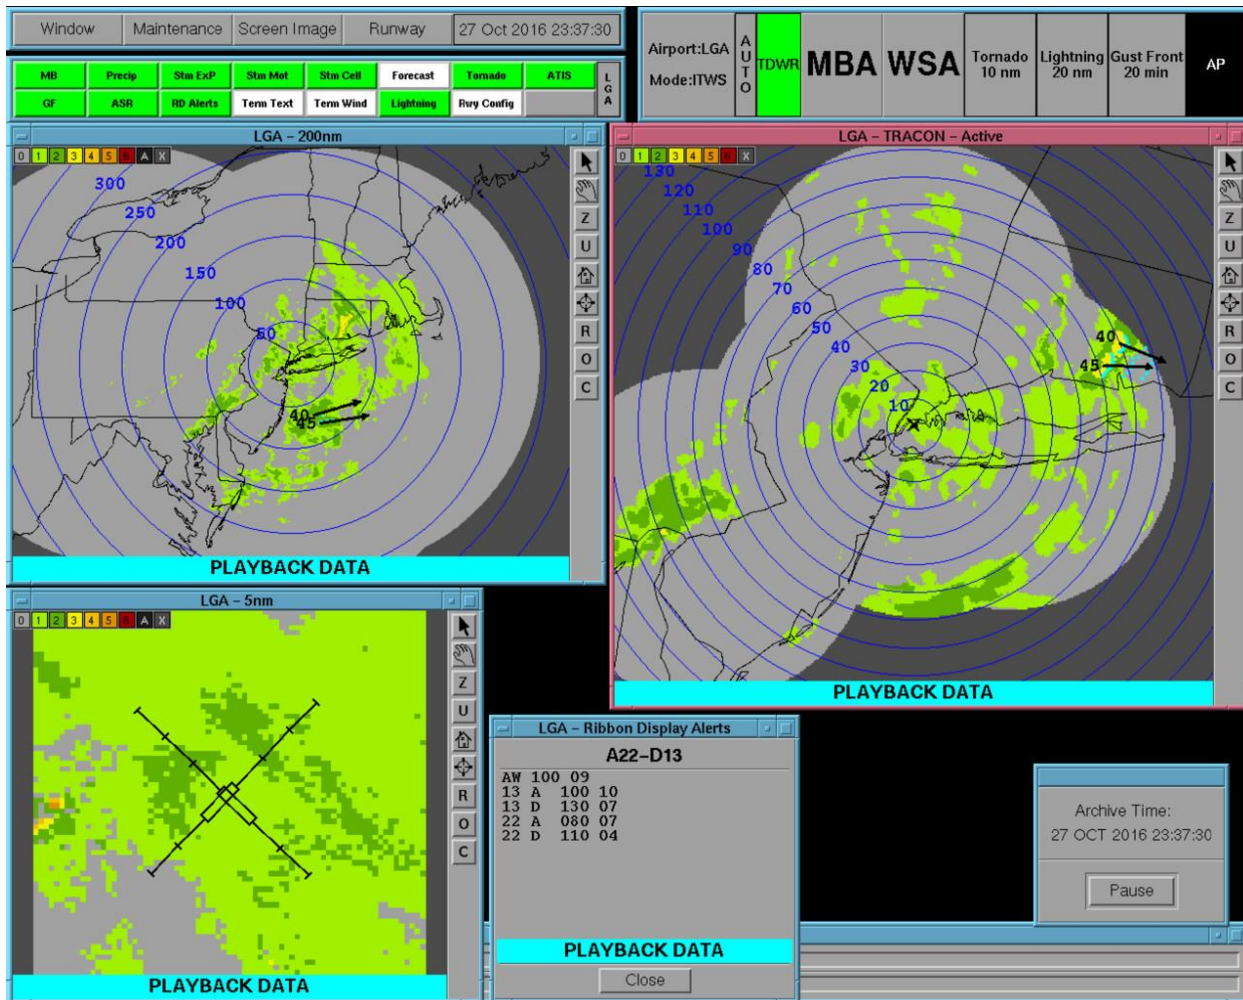 Window Maintenance Screen Image Runway 27 Oct 2016 23:37:30
MB Precip Stm ExP Stm Mot Stm Cell Forecast Tornado ATIS
GF ASR RD Alerts Term Text Term Wind Lightning Rwy Config
LGA
Airport:LGA
Mode:ITWS
AUTO
TDWR
MBA
WSA
Tornado
10 nm
Lightning
20 nm
Gust Front
20 min
AP
LGA – 200nm
0 1 2 3 4 5 6 A X
300
250
200
150
100
50
40
45
Z
U
R
O
C
PLAYBACK DATA
LGA – TRACON – Active
0 1 2 3 4 5 6 X
130
120
110
100
90
80
70
60
50
40
30
20
10
40
45
Z
U
R
O
C
PLAYBACK DATA
LGA – 5nm
0 1 2 3 4 5 6 A X
Z
U
R
O
C
PLAYBACK DATA
LGA – Ribbon Display Alerts
A22–D13
AW 100 09
13 A 100 10
13 D 130 07
22 A 080 07
22 D 110 04
PLAYBACK DATA
Close
Archive Time:
27 OCT 2016 23:37:30
Pause